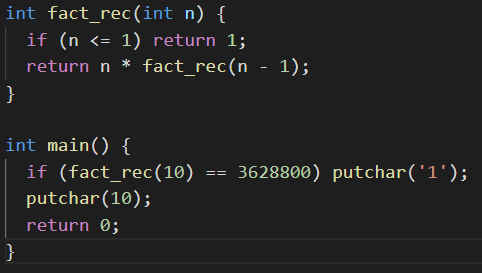 int fact_rec(int n) {
  if (n <= 1) return 1;
  return n * fact_rec(n - 1);
}

int main() {
  if (fact_rec(10) == 3628800) putchar('1');
  putchar(10);
  return 0;
}